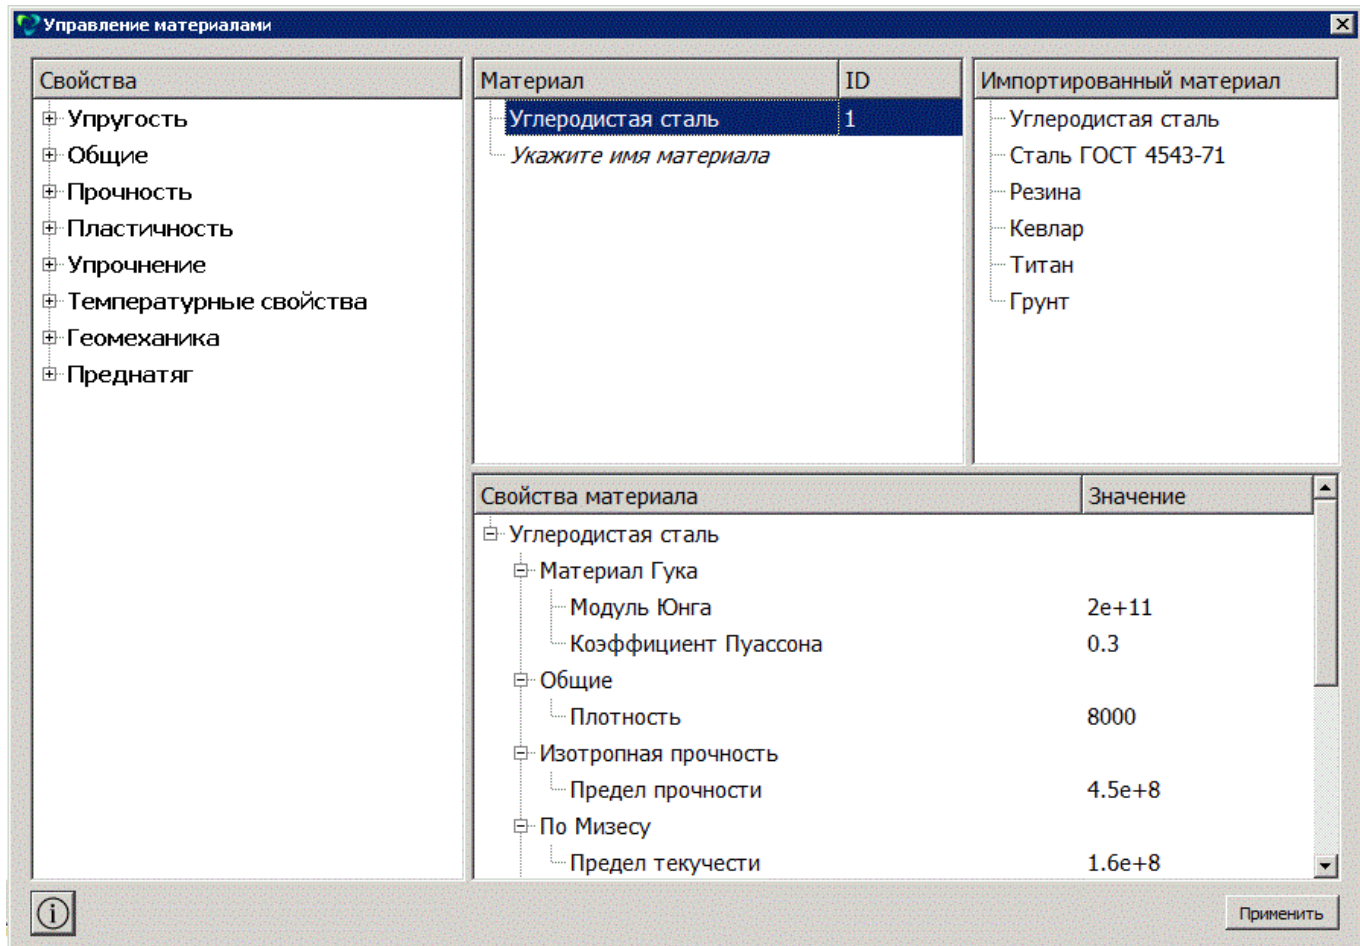 Управление материалами
Свойства
Упругость
Общие
Прочность
Пластичность
Упрочнение
Температурные свойства
Геомеханика
Преднатяг
Материал ID
Углеродистая сталь 1
Укажите имя материала
Импортированный материал
Углеродистая сталь
Сталь ГОСТ 4543-71
Резина
Кевлар
Титан
Грунт
Свойства материала Значение
Углеродистая сталь
Материал Гука
Модуль Юнга 2e+11
Коэффициент Пуассона 0.3
Общие
Плотность 8000
Изотропная прочность
Предел прочности 4.5e+8
По Мизесу
Предел текучести 1.6e+8
Применить